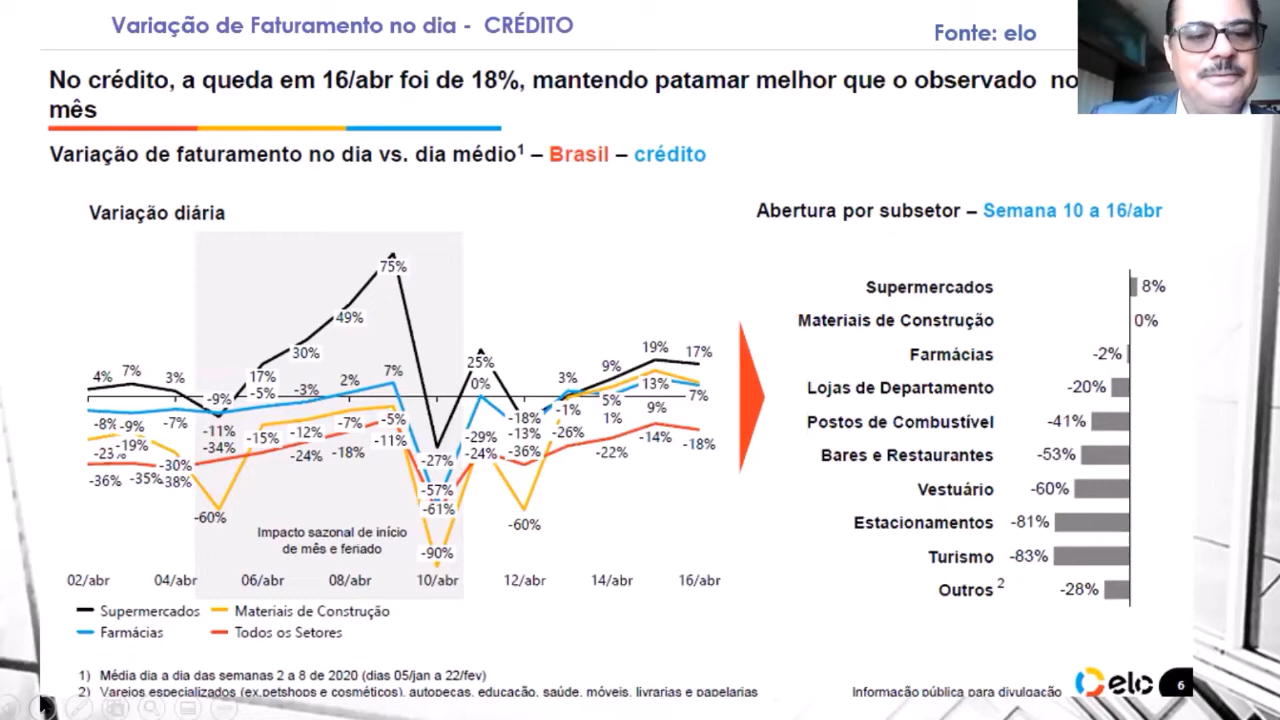 Variação de Faturamento no dia - CRÉDITO
Fonte: elo
No crédito, a queda em 16/abr foi de 18%, mantendo patamar melhor que o observado no
mês
Variação de faturamento no dia vs. dia médio¹ – Brasil – crédito
Variação diária
75%
49%
30%
17%
-5%
-3%
2%
7%
4%
7%
3%
-9%
-8%
-9%
-7%
-11%
-34%
-23%
-19%
-30%
-36%
-35%
-38%
-60%
-15%
-12%
-24%
-7%
-18%
-5%
-11%
-27%
-57%
-61%
-90%
25%
0%
-29%
-24%
-18%
-13%
-36%
-60%
3%
-1%
-26%
9%
5%
1%
-22%
19%
13%
9%
-14%
17%
7%
-18%
Impacto sazonal de início
de mês e feriado
02/abr 04/abr 06/abr 08/abr 10/abr 12/abr 14/abr 16/abr
Supermercados Materiais de Construção
Farmácias Todos os Setores
Abertura por subsetor – Semana 10 a 16/abr
Supermercados 8%
Materiais de Construção 0%
Farmácias -2%
Lojas de Departamento -20%
Postos de Combustível -41%
Bares e Restaurantes -53%
Vestuário -60%
Estacionamentos -81%
Turismo -83%
Outros ² -28%
1) Média dia a dia das semanas 2 a 8 de 2020 (dias 05/jan a 22/fev)
2) Varejos especializados (ex.petshops e cosméticos), autopeças, educação, saúde, móveis, livrarias e papelarias
Informação pública para divulgação
elo
6